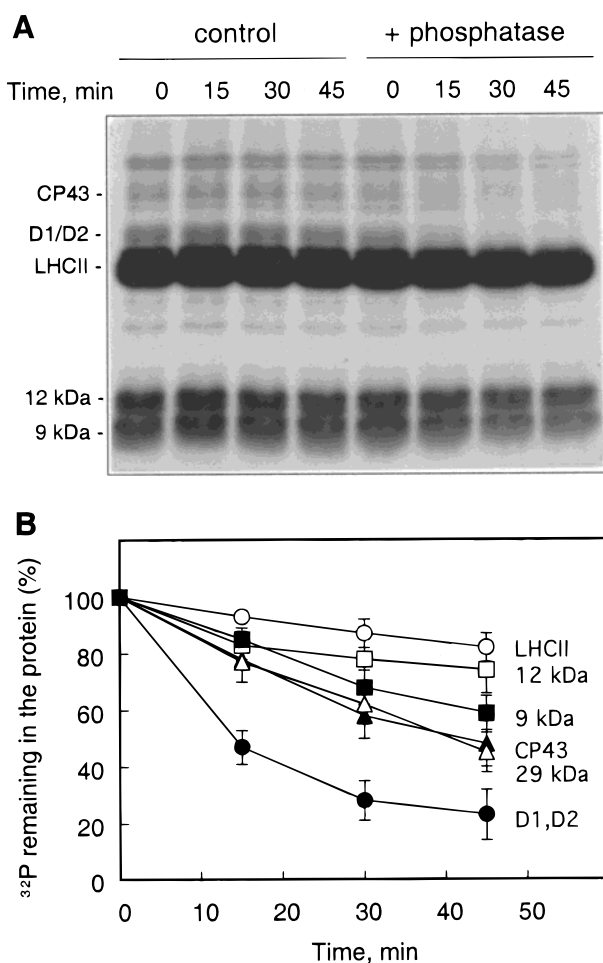 A
control + phosphatase
Time, min 0 15 30 45 0 15 30 45
CP43 -
D1/D2 -
LHCII -
12 kDa -
9 kDa -
B
32P remaining in the protein (%)
100
80
60
40
20
0
LHCII
12 kDa
9 kDa
CP43
29 kDa
D1,D2
0 10 20 30 40 50
Time, min